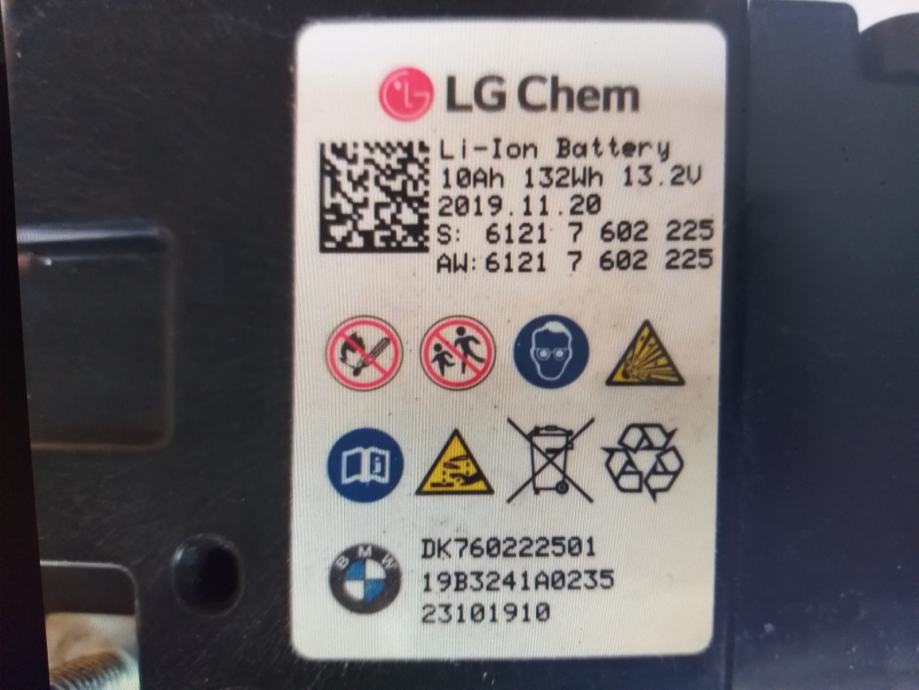 LG Chem
Li-Ion Battery
10Ah 132Wh 13.2V
2019.11.20
S: 6121 7 602 225
AW:6121 7 602 225
BMW
DK760222501
19B3241A0235
23101910